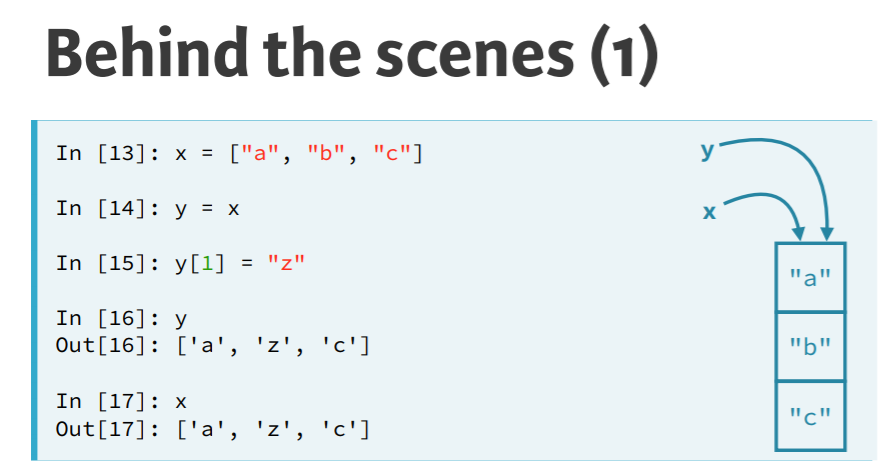 Behind the scenes (1)
In [13]: x = ["a", "b", "c"]
In [14]: y = x
In [15]: y[1] = "z"
In [16]: y
Out[16]: ['a', 'z', 'c']
In [17]: x
Out[17]: ['a', 'z', 'c']
y
x
"a"
"b"
"c"